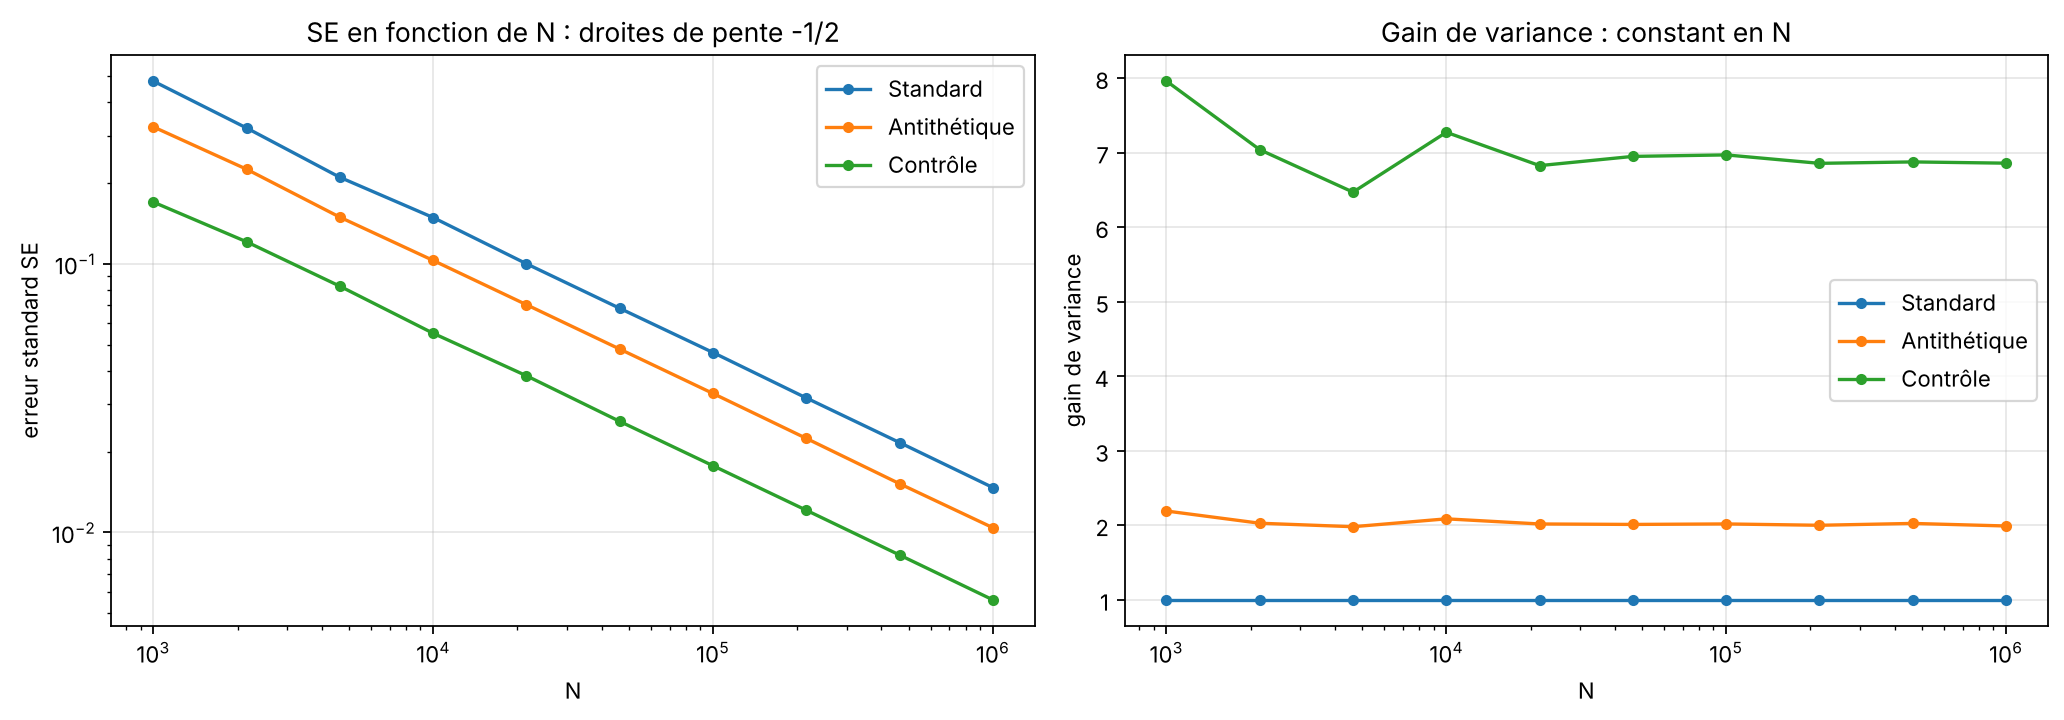 SE en fonction de N : droites de pente -1/2
erreur standard SE
10⁻¹
10⁻²
10³
10⁴
10⁵
10⁶
N
Standard
Antithétique
Contrôle
Gain de variance : constant en N
gain de variance
8
7
6
5
4
3
2
1
10³
10⁴
10⁵
10⁶
N
Standard
Antithétique
Contrôle